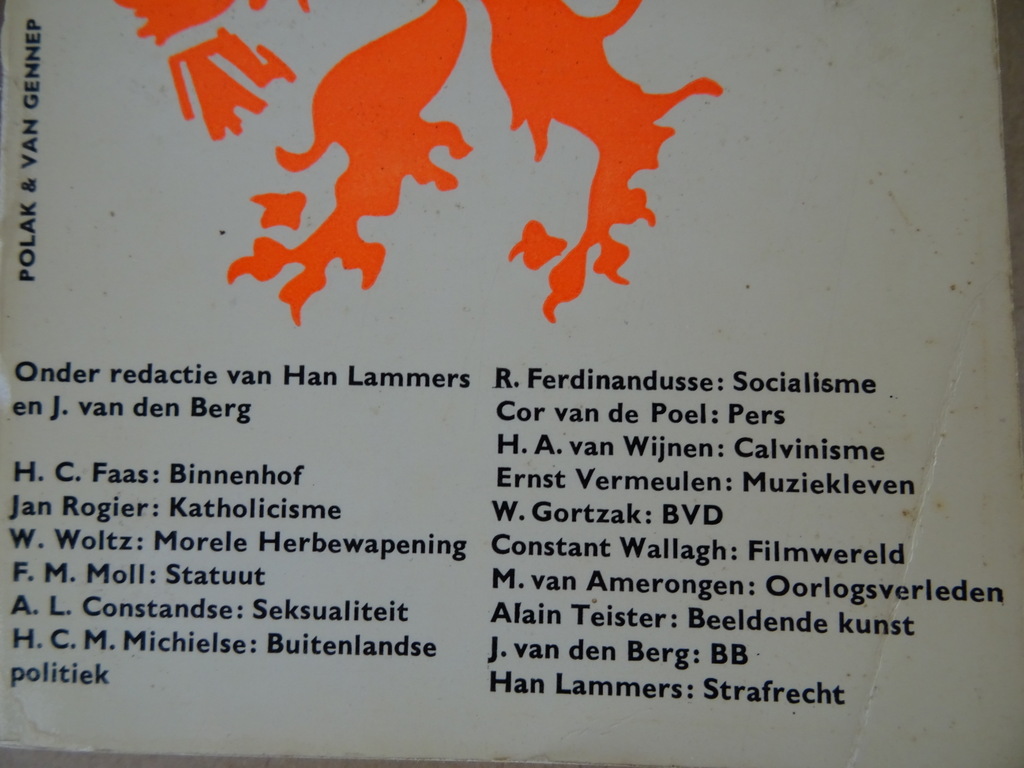 POLAK & VAN GENNEP
Onder redactie van Han Lammers
en J. van den Berg
H. C. Faas: Binnenhof
Jan Rogier: Katholicisme
W. Woltz: Morele Herbewapening
F. M. Moll: Statuut
A. L. Constandse: Seksualiteit
H. C. M. Michielse: Buitenlandse
politiek
R. Ferdinandusse: Socialisme
Cor van de Poel: Pers
H. A. van Wijnen: Calvinisme
Ernst Vermeulen: Muziekleven
W. Gortzak: BVD
Constant Wallagh: Filmwereld
M. van Amerongen: Oorlogsverleden
Alain Teister: Beeldende kunst
J. van den Berg: BB
Han Lammers: Strafrecht